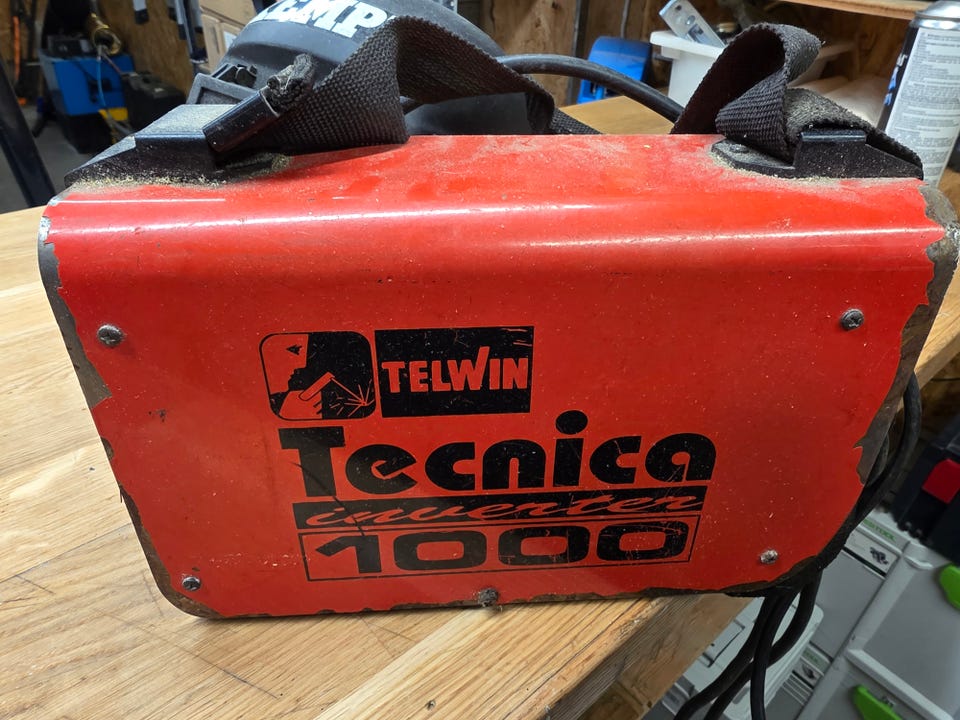 TELWIN
Tecnica
inverter
1000